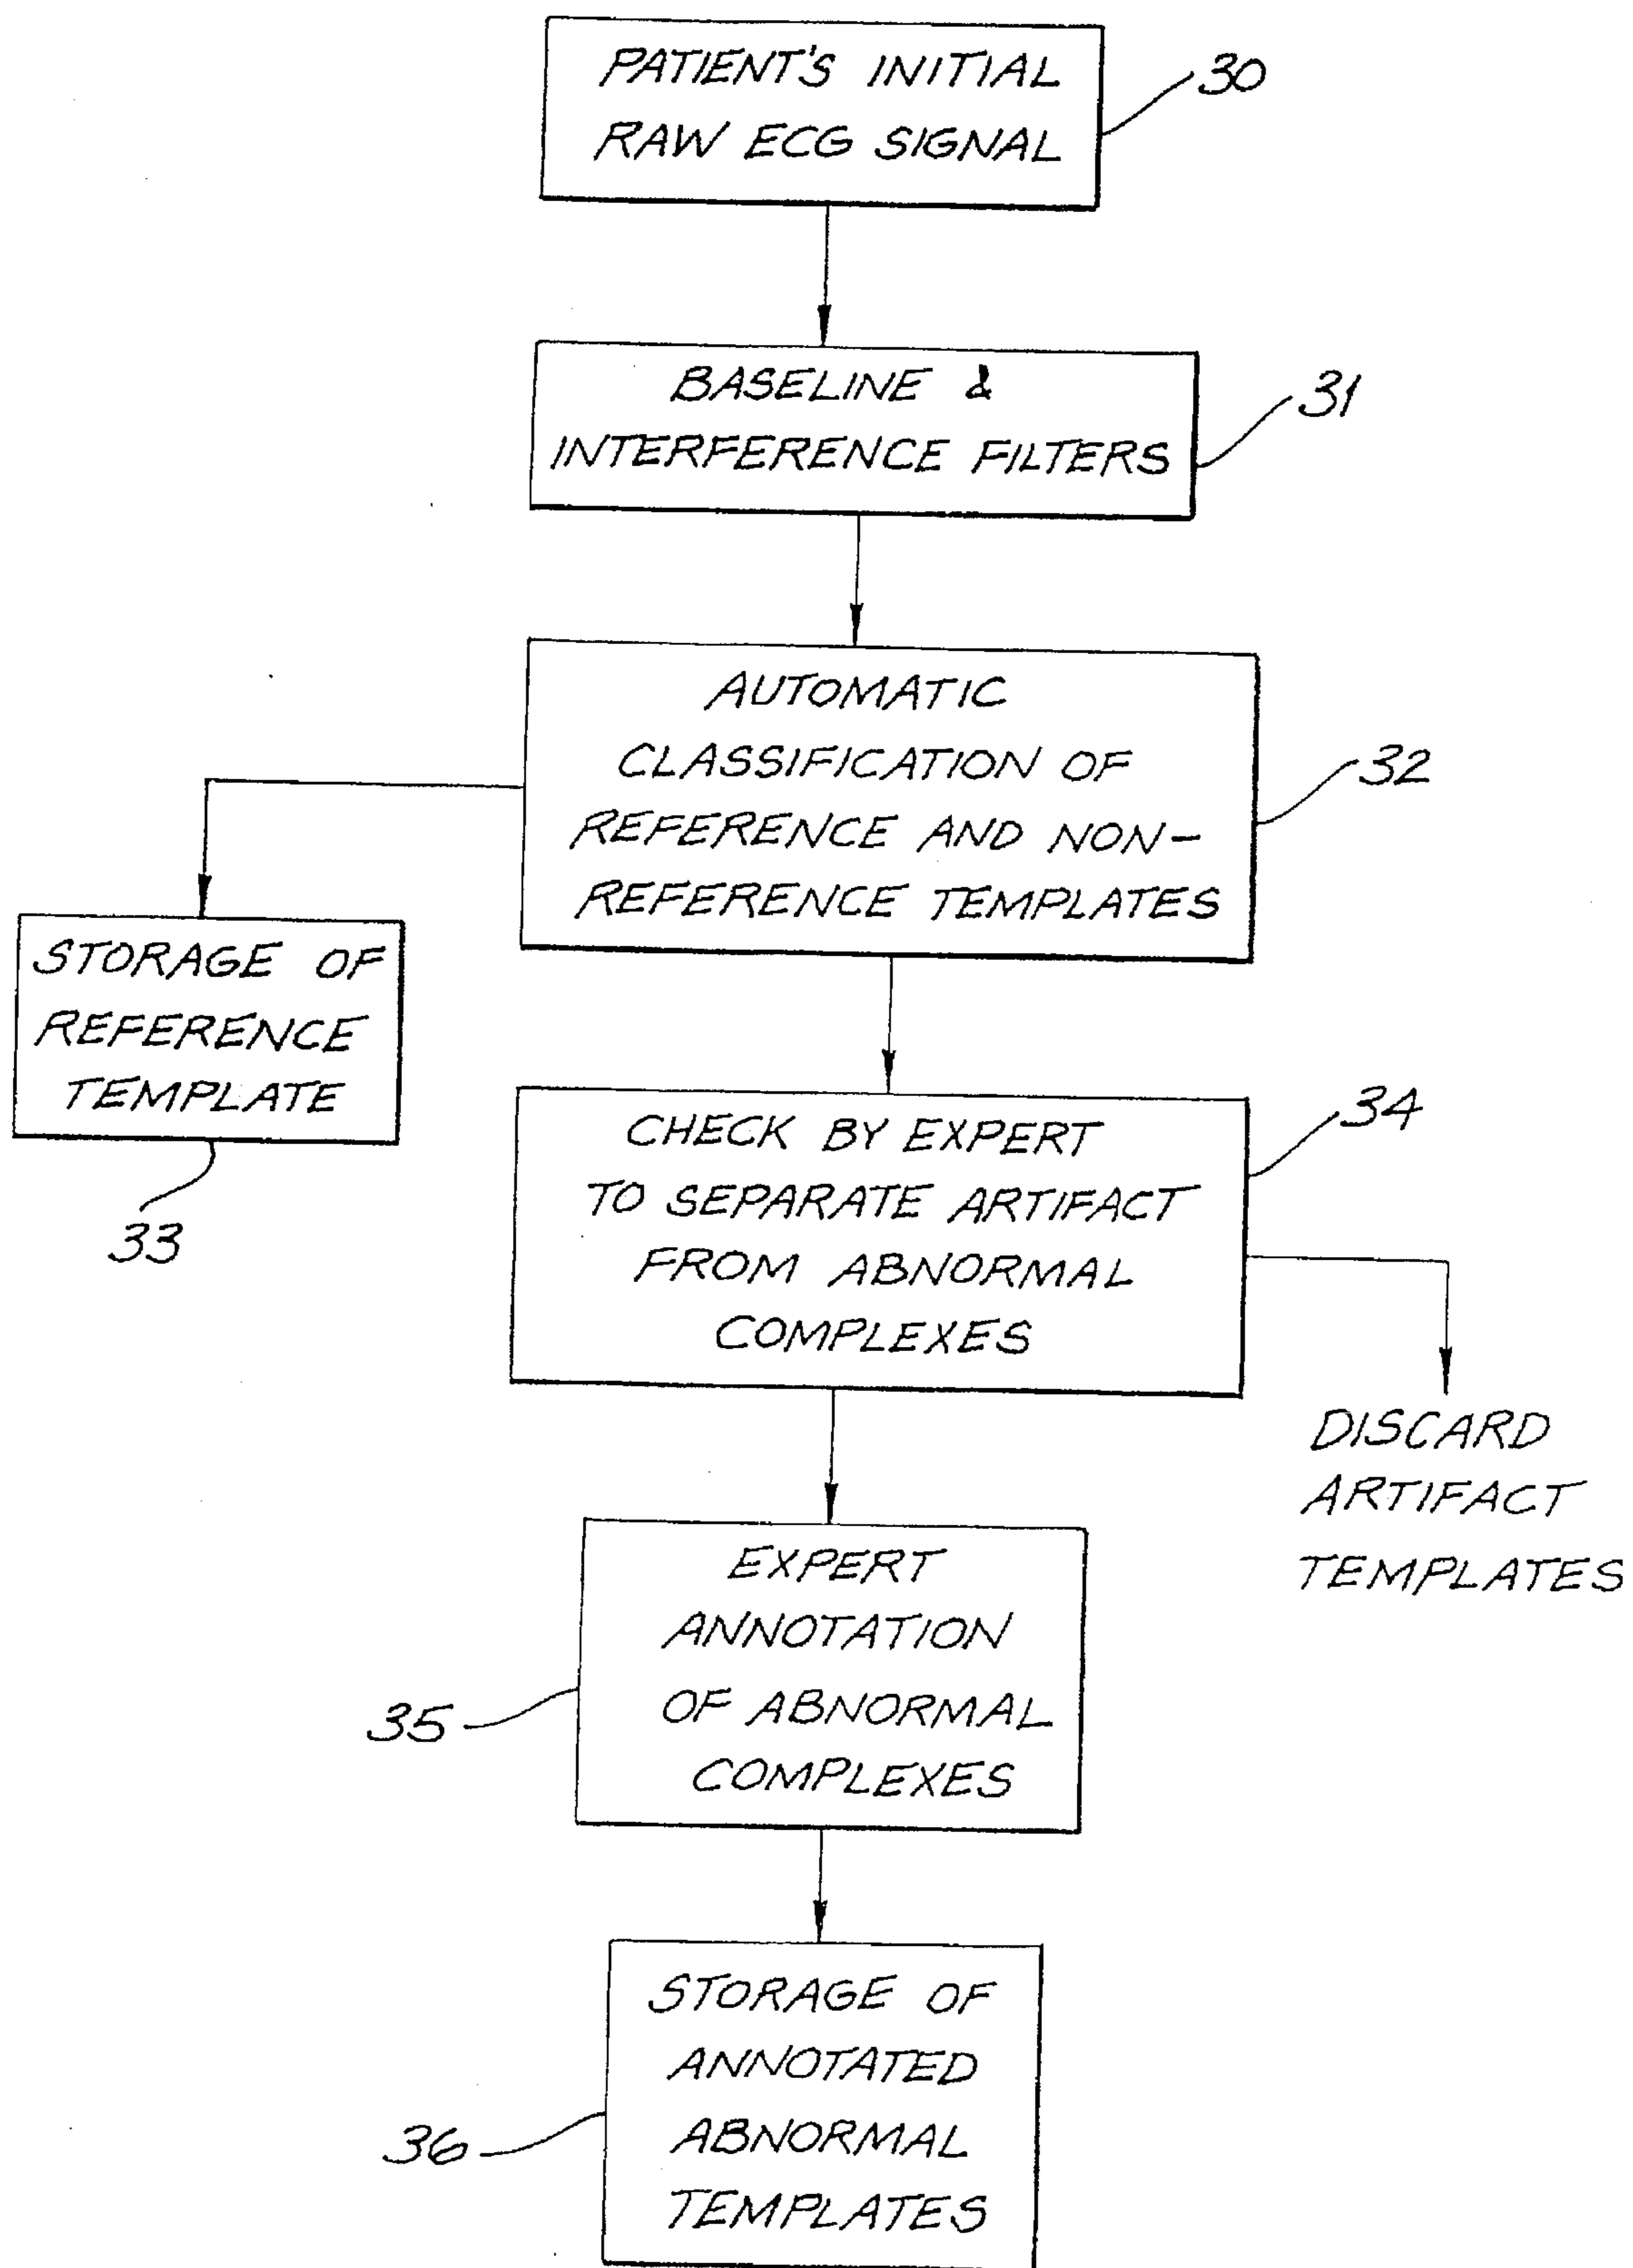 PATIENT'S INITIAL
RAW ECG SIGNAL
30
BASELINE &
INTERFERENCE FILTERS
31
AUTOMATIC
CLASSIFICATION OF
REFERENCE AND NON-
REFERENCE TEMPLATES
32
STORAGE OF
REFERENCE
TEMPLATE
33
CHECK BY EXPERT
TO SEPARATE ARTIFACT
FROM ABNORMAL
COMPLEXES
34
DISCARD
ARTIFACT
TEMPLATES
EXPERT
ANNOTATION
OF ABNORMAL
COMPLEXES
35
STORAGE OF
ANNOTATED
ABNORMAL
TEMPLATES
36